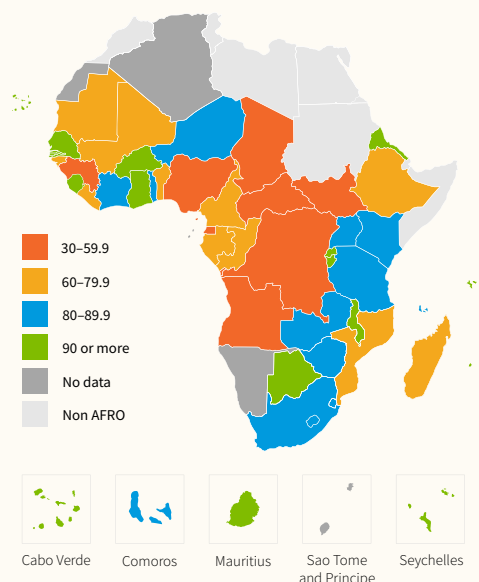 30–59.9
60–79.9
80–89.9
90 or more
No data
Non AFRO
Cabo Verde
Comoros
Mauritius
Sao Tome
and Principe
Seychelles